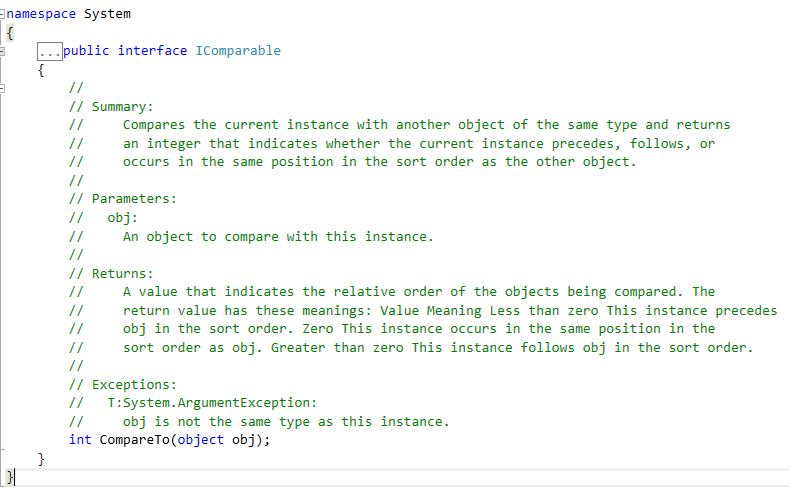 namespace System
{
...public interface IComparable
{
//
// Summary:
//     Compares the current instance with another object of the same type and returns
//     an integer that indicates whether the current instance precedes, follows, or
//     occurs in the same position in the sort order as the other object.
//
// Parameters:
//   obj:
//     An object to compare with this instance.
//
// Returns:
//     A value that indicates the relative order of the objects being compared. The
//     return value has these meanings: Value Meaning Less than zero This instance precedes
//     obj in the sort order. Zero This instance occurs in the same position in the
//     sort order as obj. Greater than zero This instance follows obj in the sort order.
//
// Exceptions:
//   T:System.ArgumentException:
//     obj is not the same type as this instance.
int CompareTo(object obj);
}
}